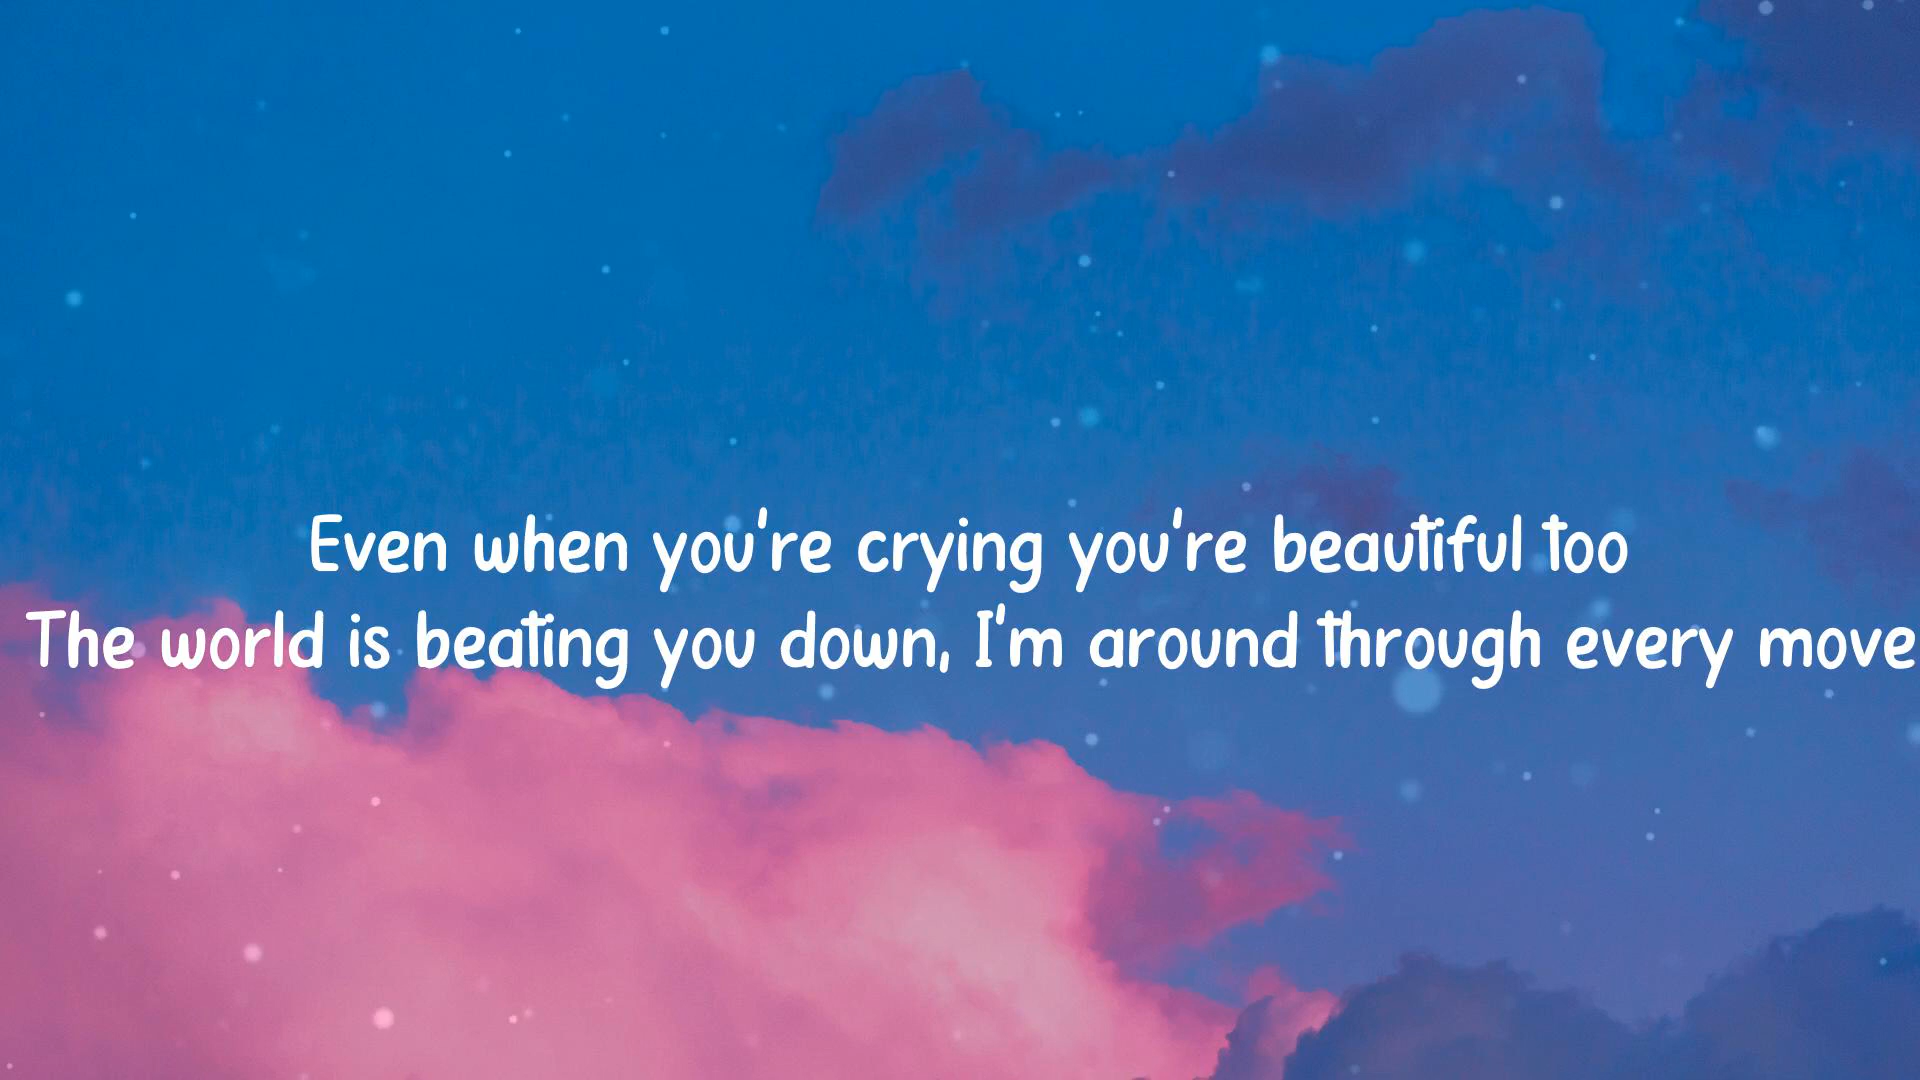 Even when you're crying you're beautiful too
The world is beating you down, I'm around through every move